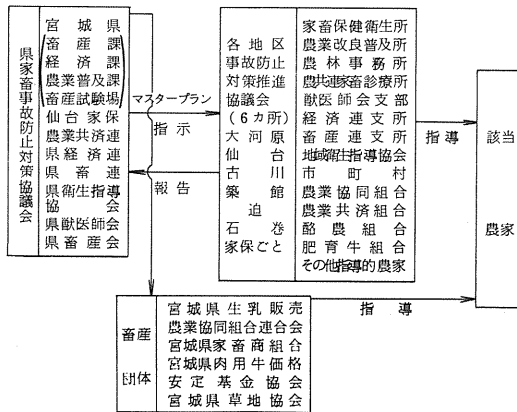 県家畜事故防止対策協議会
宮城県
畜産課
経済課
農業普及課
畜産試験場
仙台家保
農業共済連
県経済連
県畜連
県衛生指導
協会
県獣医師会
県畜産会
マスタープラン
指示
報告
各地区
事故防止
対策推進
協議会
(6カ所)
大河原
仙台
古川
築館
迫
石巻
家保ごと
家畜保健衛生所
農業改良普及所
農林事務所
農共連家畜診療所
獣医師会支部
経済連支所
畜産連支所
地域衛生指導協会
市町村
農業協同組合
農業共済組合
酪農組合
肥育牛組合
その他指導的農家
指導
該当
農家
畜産
団体
宮城県生乳販売
農業協同組合連合会
宮城県家畜商組合
宮城県肉用牛価格
安定基金協会
宮城県草地協会
指導